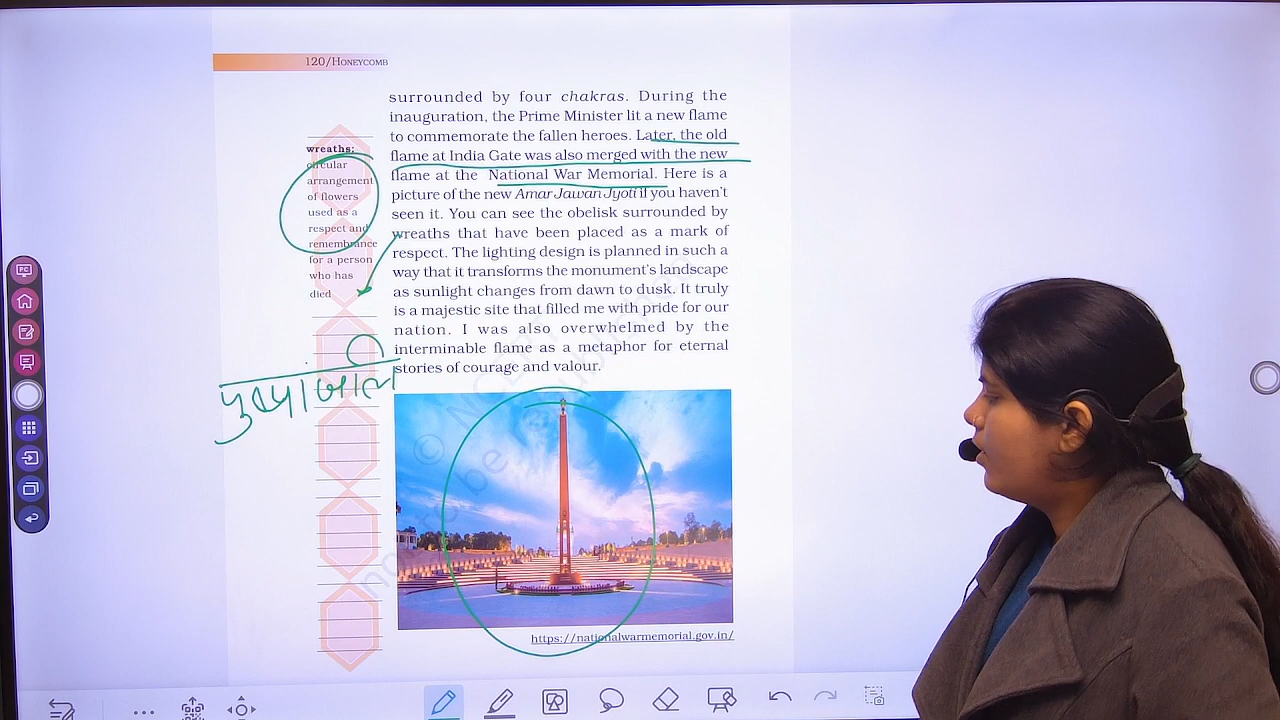 120/HONEYCOMB
surrounded by four chakras. During the
inauguration, the Prime Minister lit a new flame
to commemorate the fallen heroes. Later, the old
flame at India Gate was also merged with the new
flame at the National War Memorial. Here is a
picture of the new Amar Jawan Jyoti if you haven't
seen it. You can see the obelisk surrounded by
wreaths that have been placed as a mark of
respect. The lighting design is planned in such a
way that it transforms the monument's landscape
as sunlight changes from dawn to dusk. It truly
is a majestic site that filled me with pride for our
nation. I was also overwhelmed by the
interminable flame as a metaphor for eternal
stories of courage and valour.
wreaths:
circular
arrangement
of flowers
used as a
respect and
remembrance
for a person
who has
died
https://nationalwarmemorial.gov.in/
PC